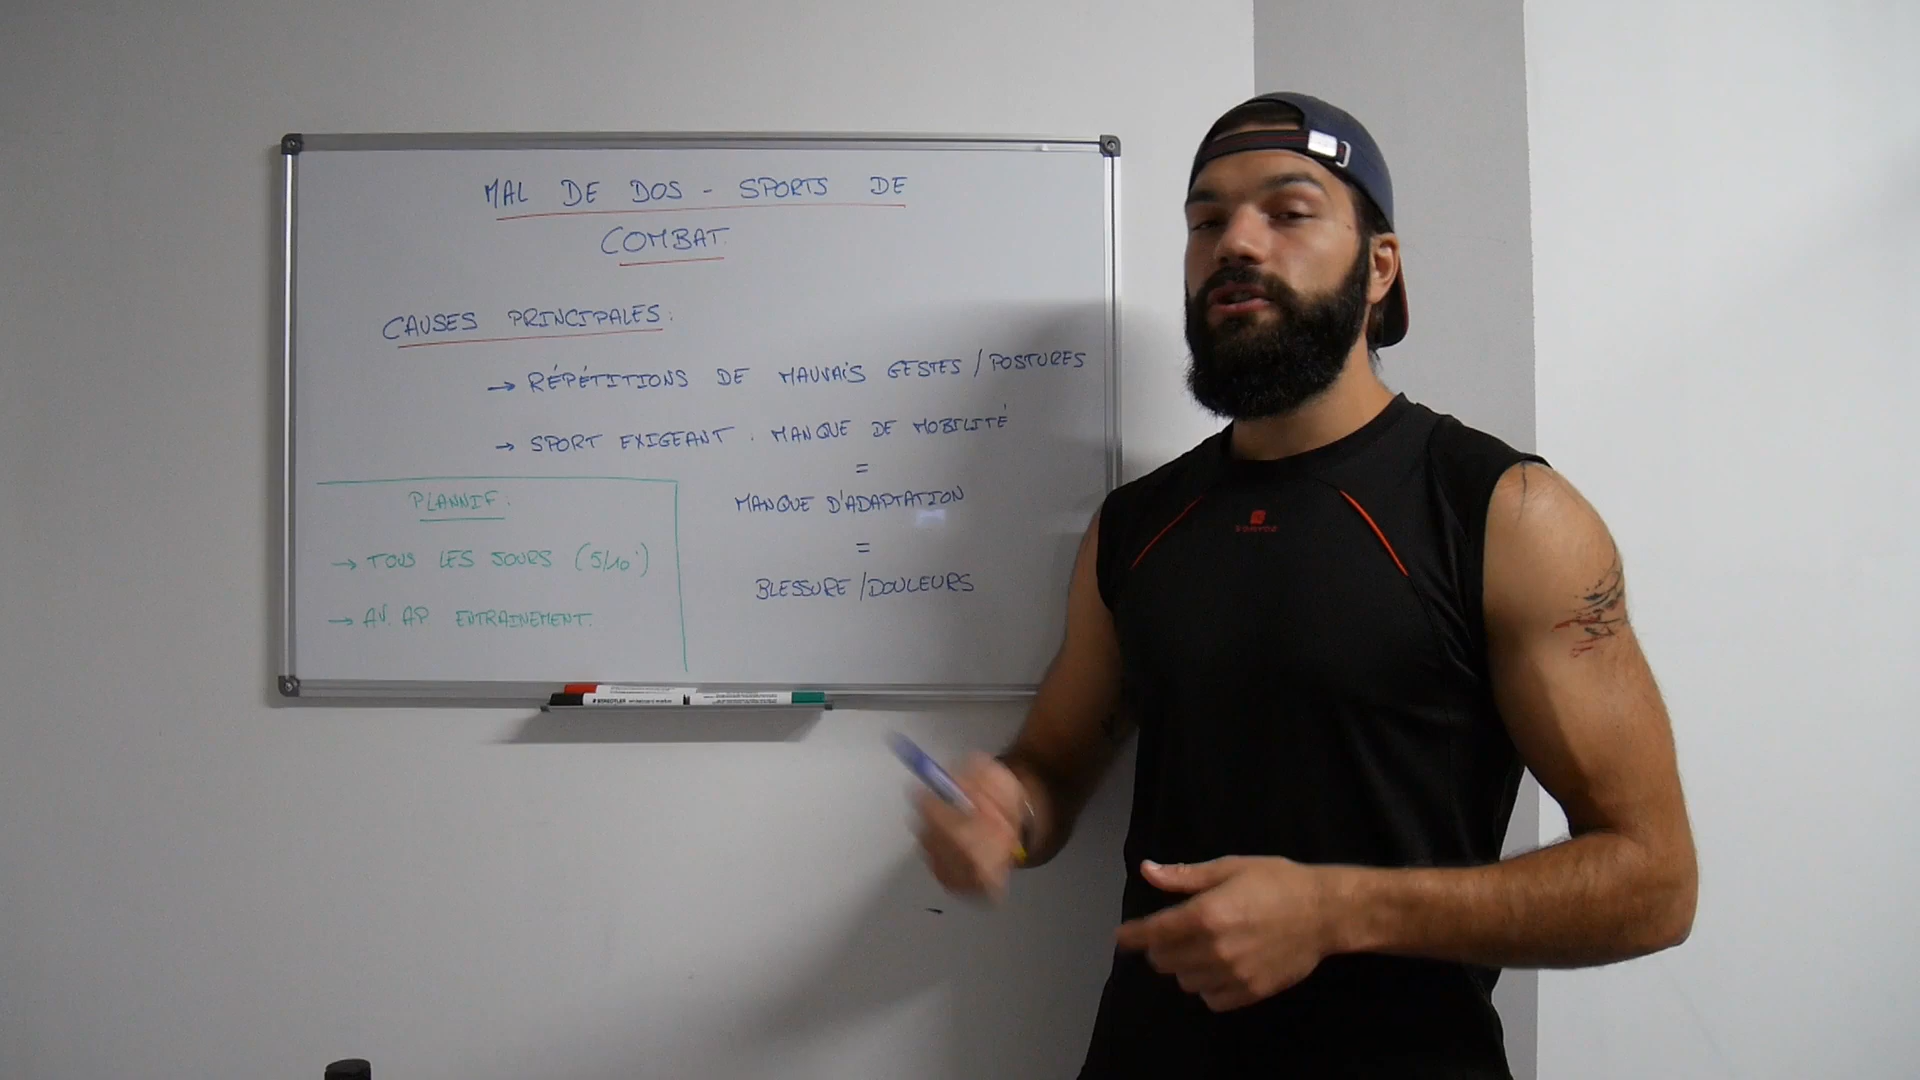 MAL DE DOS - SPORTS DE
COMBAT.
CAUSES PRINCIPALES:
→ RÉPÉTITIONS DE MAUVAIS GESTES / POSTURES
→ SPORT EXIGEANT : MANQUE DE MOBILITÉ
=
MANQUE D'ADAPTATION
=
BLESSURE / DOULEURS
PLANNIF:
→ TOUS LES JOURS (5/10')
→ AV. AP ENTRAINEMENT.